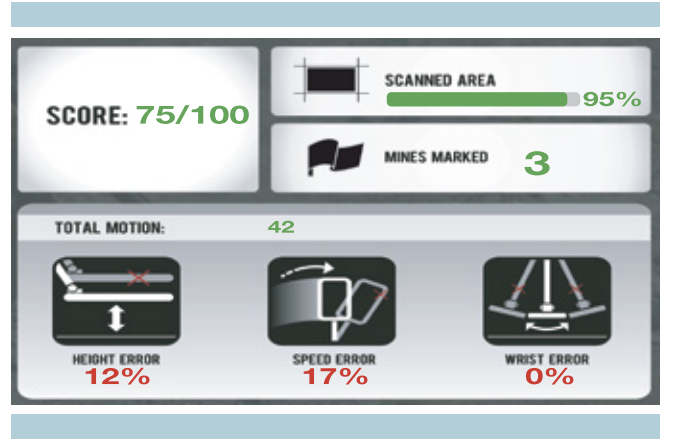 SCORE: 75/100
SCANNED AREA
95%
MINES MARKED 3
TOTAL MOTION: 42
HEIGHT ERROR SPEED ERROR WRIST ERROR
12% 17% 0%